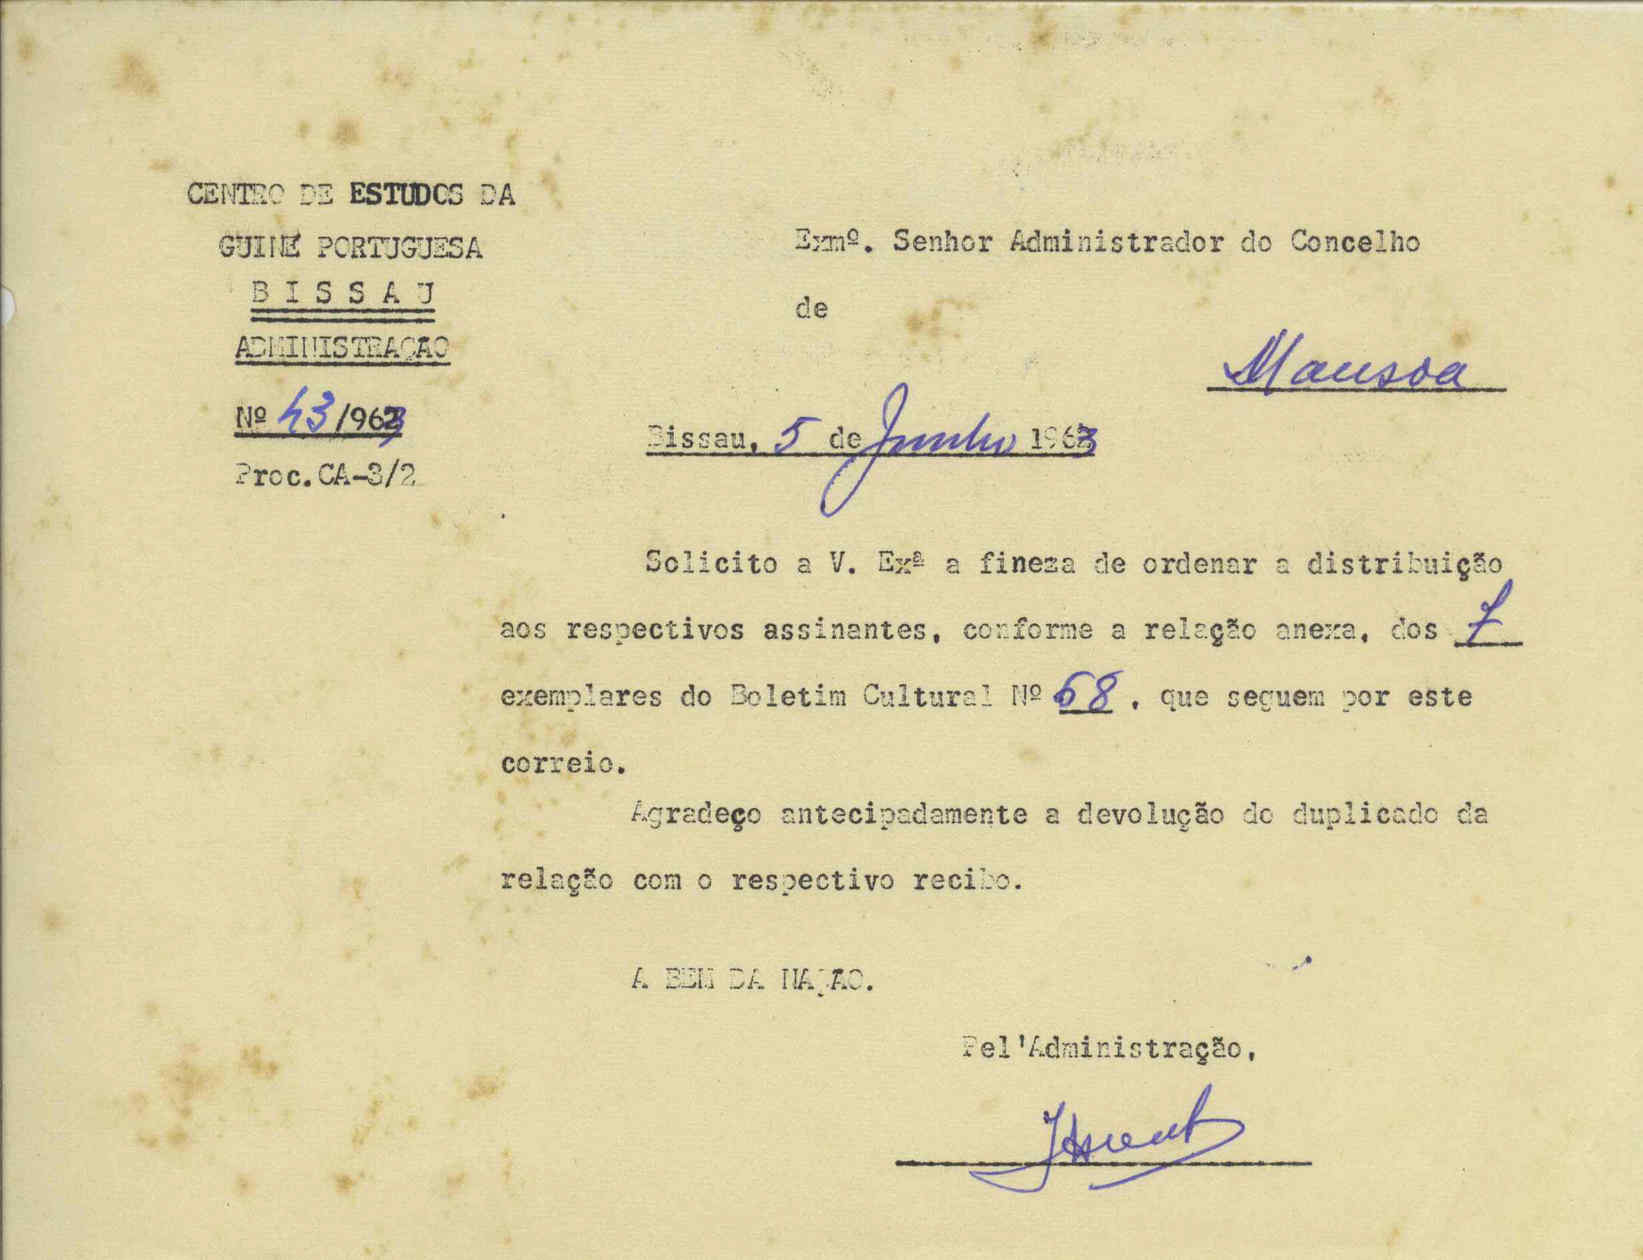 CENTRO DE ESTUDOS DA
GUINÉ PORTUGUESA
B I S S A U
ADMINISTRAÇÃO
Nº 43/963
Proc.CA-3/2
Exmº. Senhor Administrador do Concelho
de
Mansoa
Bissau, 5 de Junho 1963
Solicito a V. Exª a fineza de ordenar a distribuição
aos respectivos assinantes, conforme a relação anexa, dos 7
exemplares do Boletim Cultural Nº 68, que seguem por este
correio.
Agradeço antecipadamente a devolução do duplicado da
relação com o respectivo recibo.
A BEM DA NAÇÃO.
Pel'Administração,